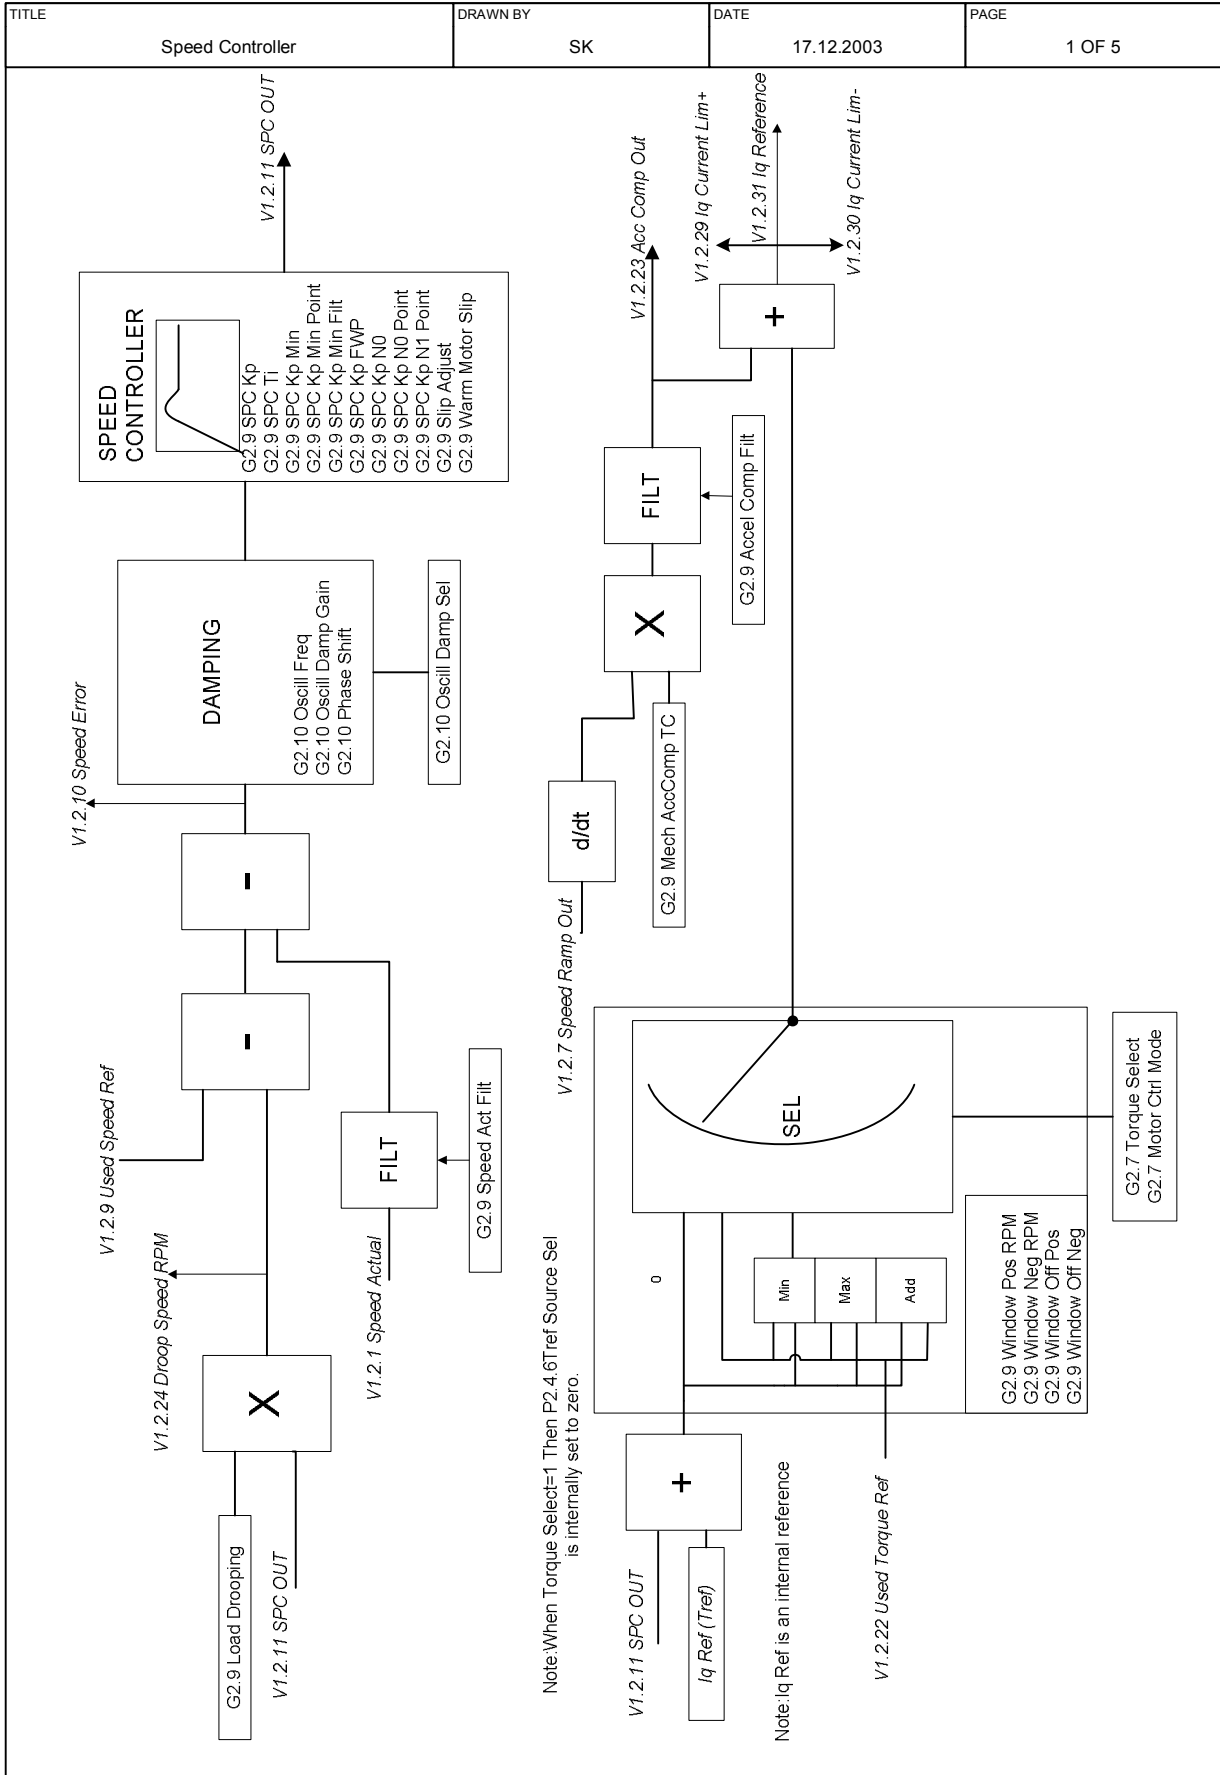 TITLE
Speed Controller
DRAWN BY
SK
DATE
17.12.2003
PAGE
1 OF 5
G2.9 Load Drooping
V1.2.11 SPC OUT
X
V1.2.24 Droop Speed RPM
V1.2.9 Used Speed Ref
-
V1.2.1 Speed Actual
FILT
G2.9 Speed Act Filt
-
V1.2.10 Speed Error
DAMPING
G2.10 Oscill Freq
G2.10 Oscill Damp Gain
G2.10 Phase Shift
G2.10 Oscill Damp Sel
SPEED
CONTROLLER
G2.9 SPC Kp
G2.9 SPC Ti
G2.9 SPC Kp Min
G2.9 SPC Kp Min Point
G2.9 SPC Kp Min Filt
G2.9 SPC Kp FWP
G2.9 SPC Kp N0
G2.9 SPC Kp N0 Point
G2.9 SPC Kp N1 Point
G2.9 Slip Adjust
G2.9 Warm Motor Slip
V1.2.11 SPC OUT
V1.2.7 Speed Ramp Out
d/dt
G2.9 Mech AccComp TC
X
FILT
G2.9 Accel Comp Filt
V1.2.23 Acc Comp Out
+
V1.2.29 Iq Current Lim+
V1.2.31 Iq Reference
V1.2.30 Iq Current Lim-
Note:When Torque Select=1 Then P2.4.6Tref Source Sel
is internally set to zero.
V1.2.11 SPC OUT
Iq Ref (Tref)
+
Note:Iq Ref is an internal reference
V1.2.22 Used Torque Ref
0
Min
Max
Add
SEL
G2.9 Window Pos RPM
G2.9 Window Neg RPM
G2.9 Window Off Pos
G2.9 Window Off Neg
G2.7 Torque Select
G2.7 Motor Ctrl Mode